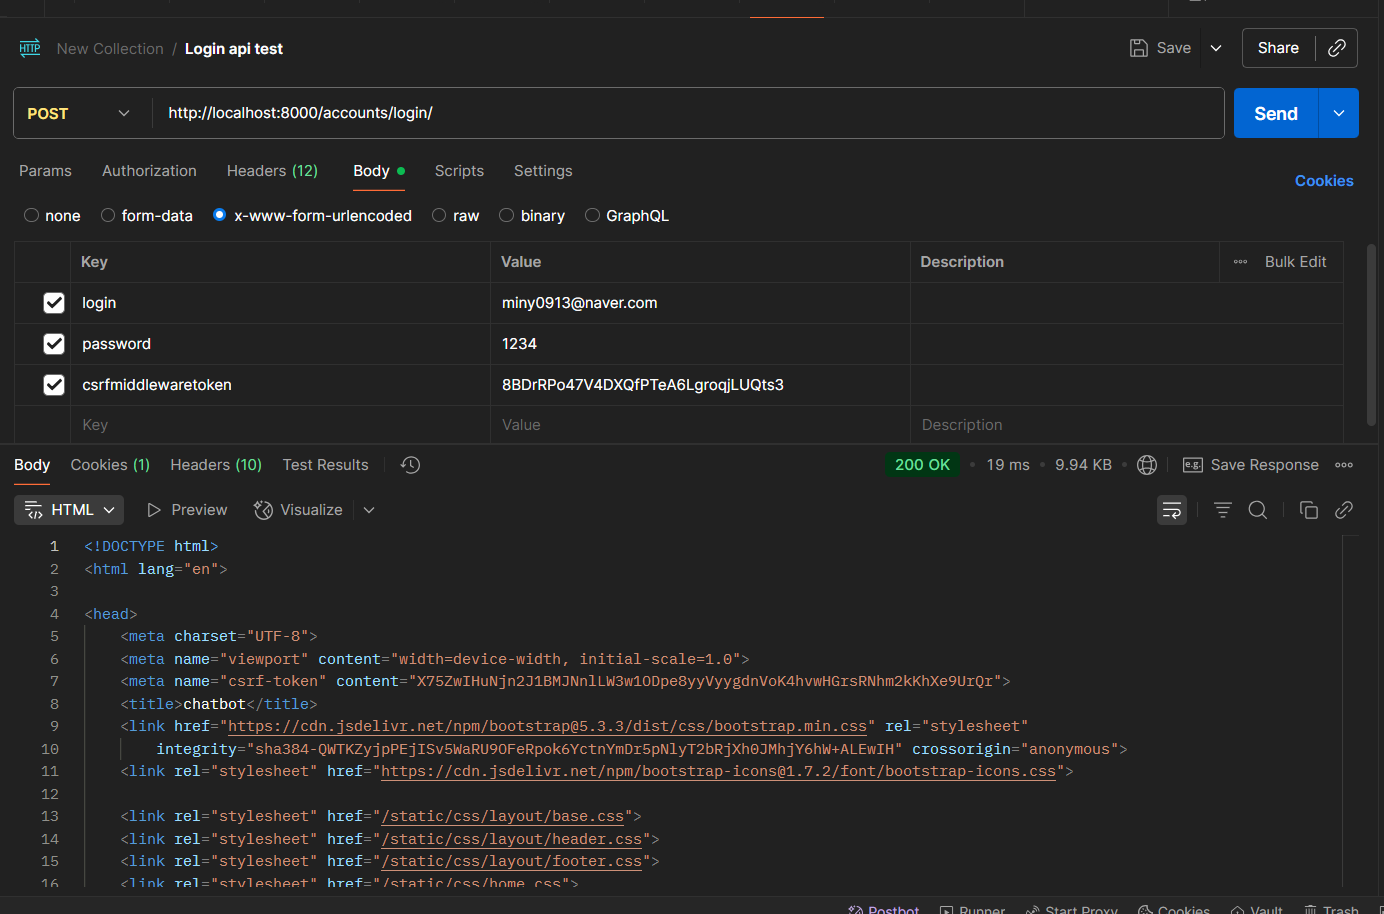 HTTP New Collection / Login api test Save Share
POST http://localhost:8000/accounts/login/ Send
Params Authorization Headers (12) Body Scripts Settings Cookies
none form-data x-www-form-urlencoded raw binary GraphQL
Key Value Description ooo Bulk Edit
login miny0913@naver.com
password 1234
csrfmiddlewaretoken 8BDrRPo47V4DXQfPTeA6LgroqjLUQts3
Key Value Description
Body Cookies (1) Headers (10) Test Results 200 OK • 19 ms • 9.94 KB • e.g. Save Response ooo
HTML Preview Visualize
1 <!DOCTYPE html>
2 <html lang="en">
3
4 <head>
5 <meta charset="UTF-8">
6 <meta name="viewport" content="width=device-width, initial-scale=1.0">
7 <meta name="csrf-token" content="X75ZwIHuNjn2J1BMJNnlLW3w1ODpe8yyVyygdnVoK4hvwHGrsRNhm2kKhXe9UrQr">
8 <title>chatbot</title>
9 <link href="https://cdn.jsdelivr.net/npm/bootstrap@5.3.3/dist/css/bootstrap.min.css" rel="stylesheet"
10 integrity="sha384-QWTKZyjpPEjISv5WaRU9OFeRpok6YctnYmDr5pNlyT2bRjXh0JMhjY6hW+ALEwIH" crossorigin="anonymous">
11 <link rel="stylesheet" href="https://cdn.jsdelivr.net/npm/bootstrap-icons@1.7.2/font/bootstrap-icons.css">
12
13 <link rel="stylesheet" href="/static/css/layout/base.css">
14 <link rel="stylesheet" href="/static/css/layout/header.css">
15 <link rel="stylesheet" href="/static/css/layout/footer.css">
16 <link rel="stylesheet" href="/static/css/home.css">
Postbot Runner Start Proxy Cookies Vault Trash